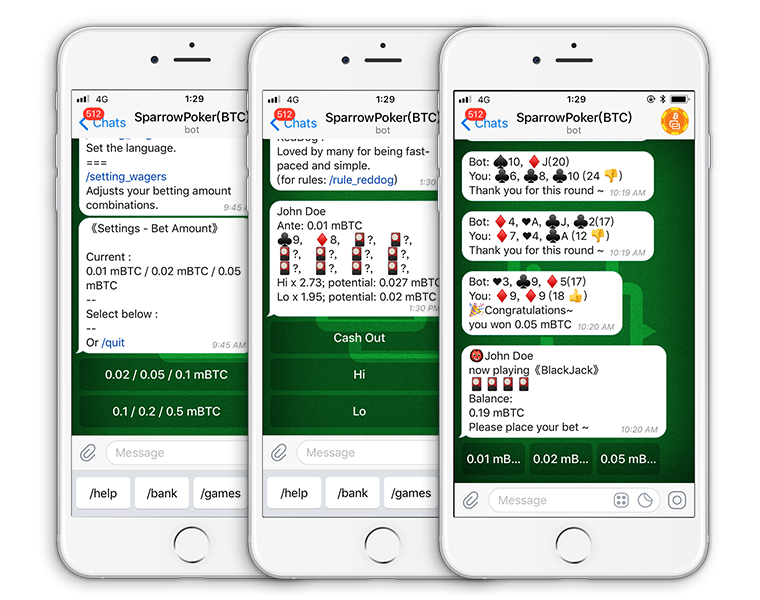 4G
1:29
512
Chats
SparrowPoker(BTC)
bot
Set the language.
===
/setting_wagers
Adjusts your betting amount
combinations.
9:45
《Settings - Bet Amount》
Current :
0.01 mBTC / 0.02 mBTC / 0.05
mBTC
--
Select below :
--
Or /quit
9:45 AM
0.02 / 0.05 / 0.1 mBTC
0.1 / 0.2 / 0.5 mBTC
Message
/help
/bank
/games
4G
1:29
512
Chats
SparrowPoker(BTC)
bot
RedDog :
Loved by many for being fast-
paced and simple.
(for rules: /rule_reddog)
1:30
John Doe
Ante: 0.01 mBTC
♣9, ♦8, 🎴?, 🎴?,
🎴?, 🎴?, 🎴?, 🎴?,
🎴?, 🎴?, 🎴?, 🎴?,
Hi x 2.73; potential: 0.027 mBTC
Lo x 1.95; potential: 0.02 mBTC
1:30 PM
Cash Out
Hi
Lo
Message
/help
/bank
/games
4G
1:29
512
Chats
SparrowPoker(BTC)
bot
Bot: ♠10, ♦J(20)
You: ♣6, ♣8, ♣10 (24 👎)
Thank you for this round ~ 10:19 AM
Bot: ♦4, ♥A, ♣J, ♣2(17)
You: ♦7, ♥4, ♣A (12 👎)
Thank you for this round ~ 10:19 AM
Bot: ♥3, ♣9, ♦5(17)
You: ♦9, ♦9 (18 👍)
🎉Congratulations~
you won 0.05 mBTC 10:20 AM
John Doe
now playing《BlackJack》
🎴 🎴 🎴 🎴
Balance:
0.19 mBTC
Please place your bet ~ 10:20 AM
0.01 mB...
0.02 mB...
0.05 mB...
Message